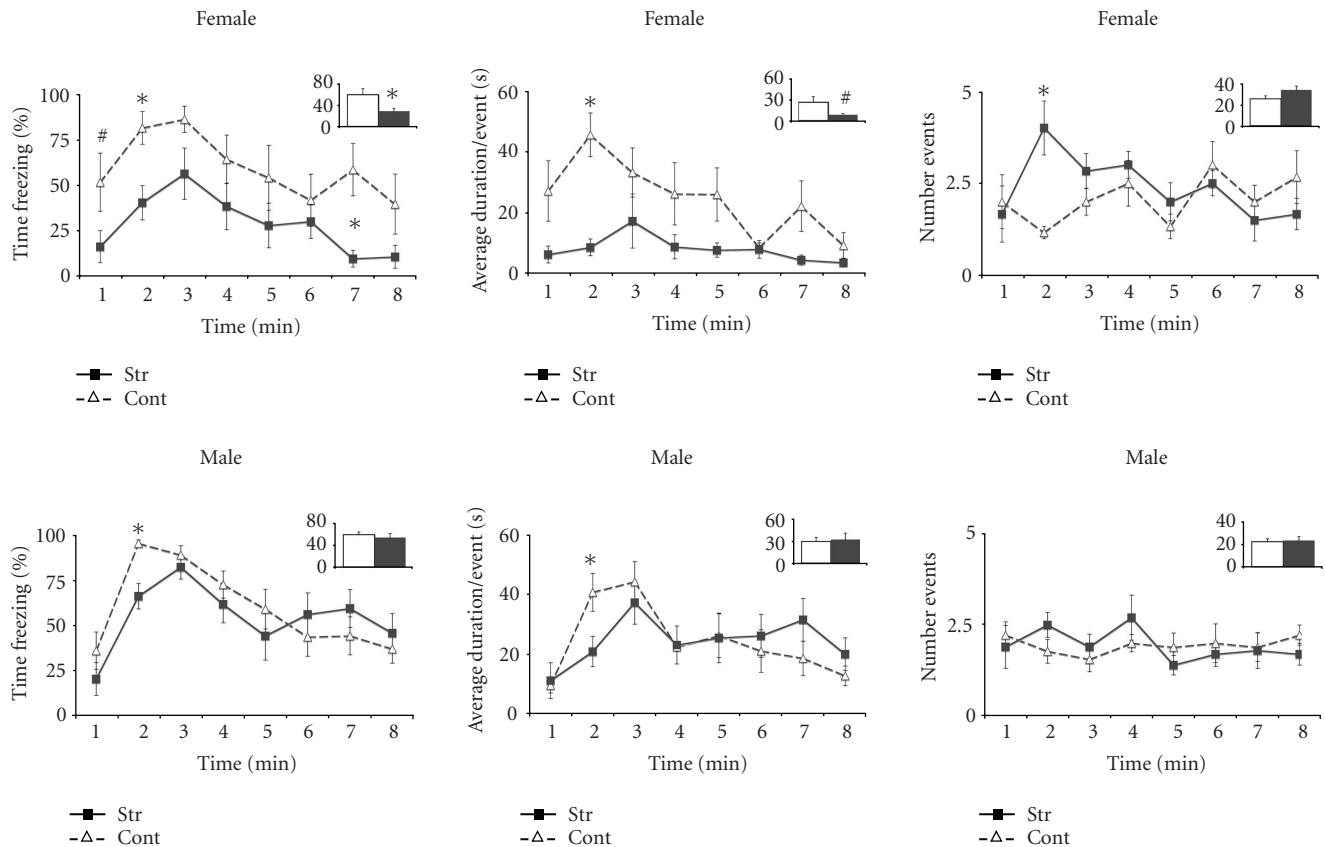 Female
Time freezing (%)
100
75
50
25
0
#
*
*
80
40
0
*
1 2 3 4 5 6 7 8
Time (min)
Str
Cont
Female
Average duration/event (s)
60
40
20
0
*
60
30
0
#
1 2 3 4 5 6 7 8
Time (min)
Str
Cont
Female
Number events
5
2.5
0
*
40
20
0
1 2 3 4 5 6 7 8
Time (min)
Str
Cont
Male
Time freezing (%)
100
75
50
25
0
*
80
40
0
1 2 3 4 5 6 7 8
Time (min)
Str
Cont
Male
Average duration/event (s)
60
40
20
0
*
60
30
0
1 2 3 4 5 6 7 8
Time (min)
Str
Cont
Male
Number events
5
2.5
0
40
20
0
1 2 3 4 5 6 7 8
Time (min)
Str
Cont